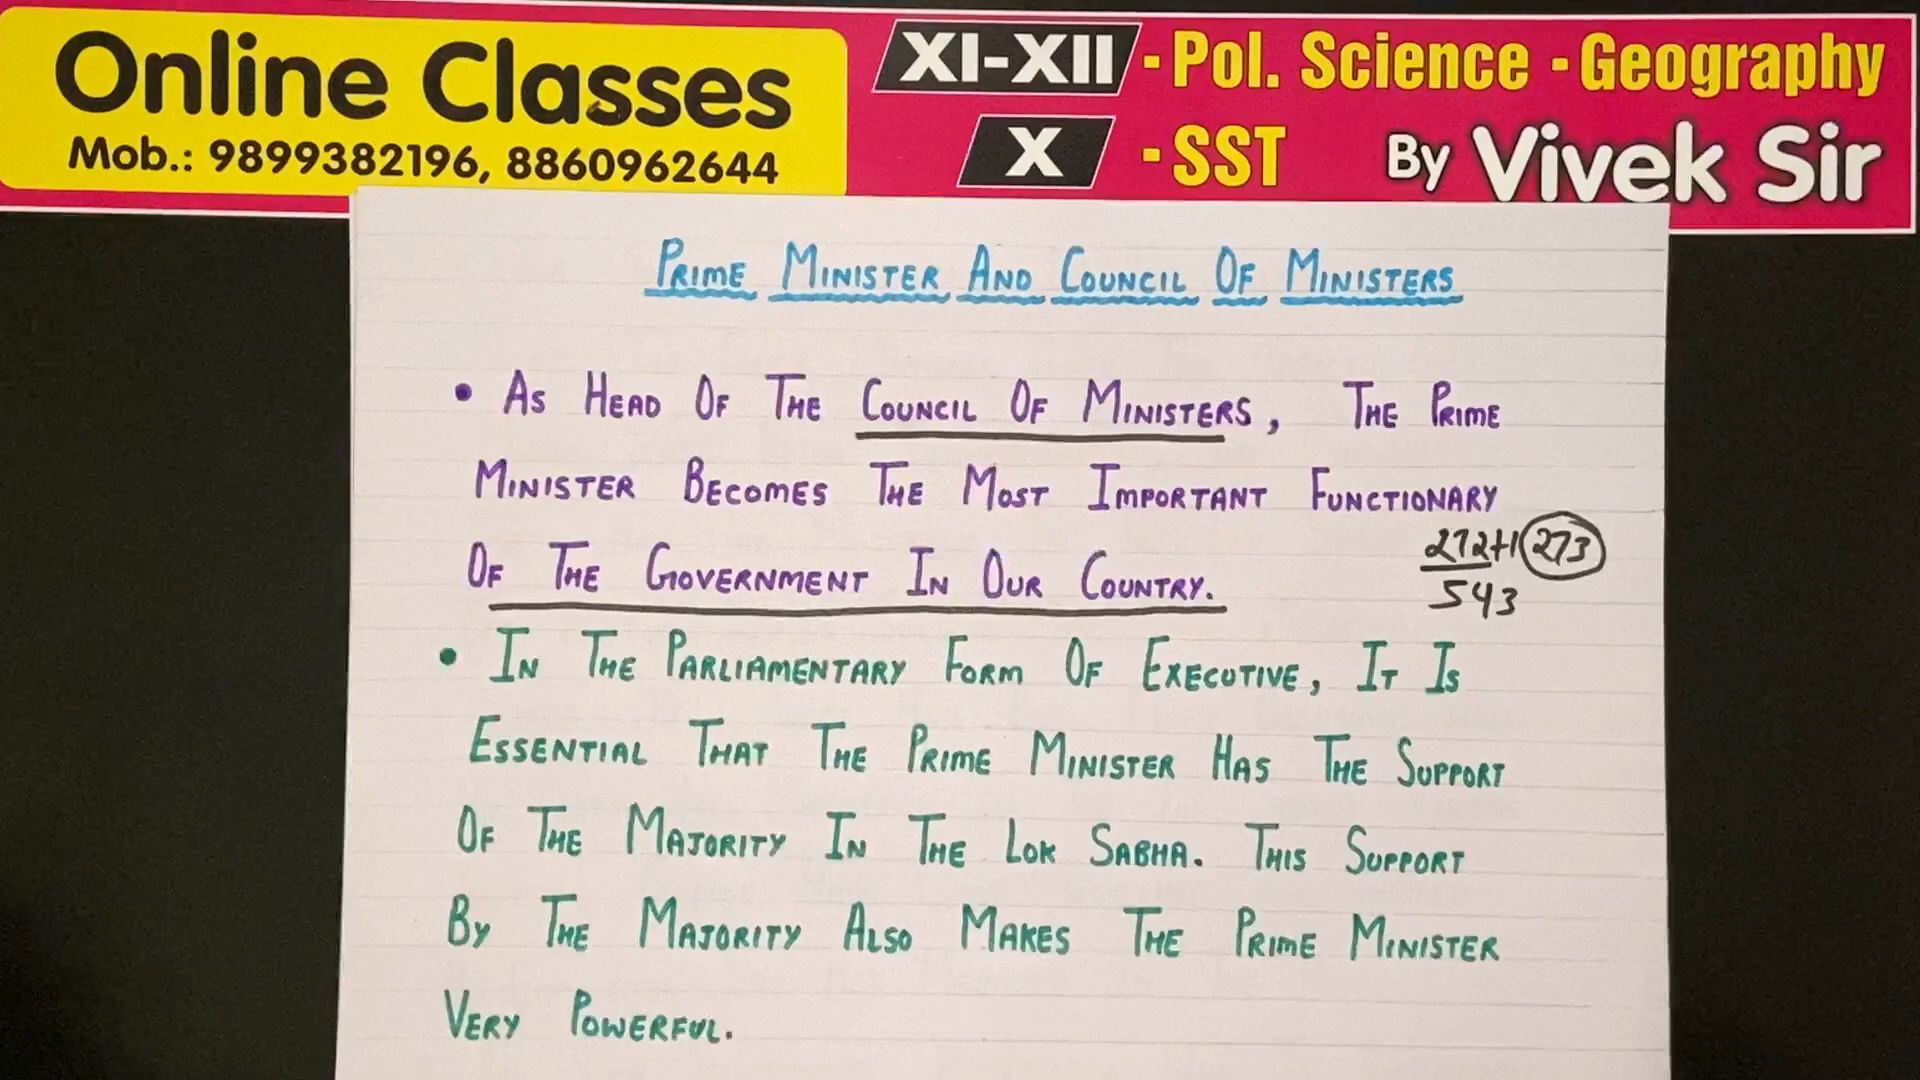 Online Classes
Mob.: 9899382196, 8860962644
XI-XII - Pol. Science - Geography
X - SST By Vivek Sir
PRIME MINISTER AND COUNCIL OF MINISTERS
• AS HEAD OF THE COUNCIL OF MINISTERS, THE PRIME
MINISTER BECOMES THE MOST IMPORTANT FUNCTIONARY
OF THE GOVERNMENT IN OUR COUNTRY.
272+1 273
543
• IN THE PARLIAMENTARY FORM OF EXECUTIVE, IT IS
ESSENTIAL THAT THE PRIME MINISTER HAS THE SUPPORT
OF THE MAJORITY IN THE LOK SABHA. THIS SUPPORT
BY THE MAJORITY ALSO MAKES THE PRIME MINISTER
VERY POWERFUL.